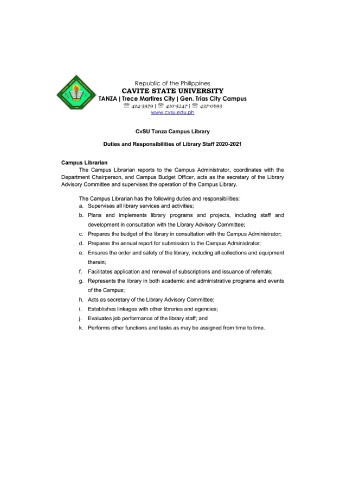 Republic of the Philippines
CAVITE STATE UNIVERSITY
TANZA | Trece Martires City | Gen. Trias City Campus
☏ 414-3979 | ☏ 410-5247 | ☏ 437-0693
www.cvsu.edu.ph
CvSU Tanza Campus Library
Duties and Responsibilities of Library Staff 2020-2021
Campus Librarian
The Campus Librarian reports to the Campus Administrator, coordinates with the
Department Chairperson, and Campus Budget Officer, acts as the secretary of the Library
Advisory Committee and supervises the operation of the Campus Library.
The Campus Librarian has the following duties and responsibilities:
a. Supervises all library services and activities;
b. Plans and implements library programs and projects, including staff and
development in consultation with the Library Advisory Committee;
c. Prepares the budget of the library in consultation with the Campus Administrator;
d. Prepares the annual report for submission to the Campus Administrator;
e. Ensures the order and safety of the library, including all collections and equipment
therein;
f. Facilitates application and renewal of subscriptions and issuance of referrals;
g. Represents the library in both academic and administrative programs and events
of the Campus;
h. Acts as secretary of the Library Advisory Committee;
i. Establishes linkages with other libraries and agencies;
j. Evaluates job performance of the library staff; and
k. Performs other functions and tasks as may be assigned from time to time.